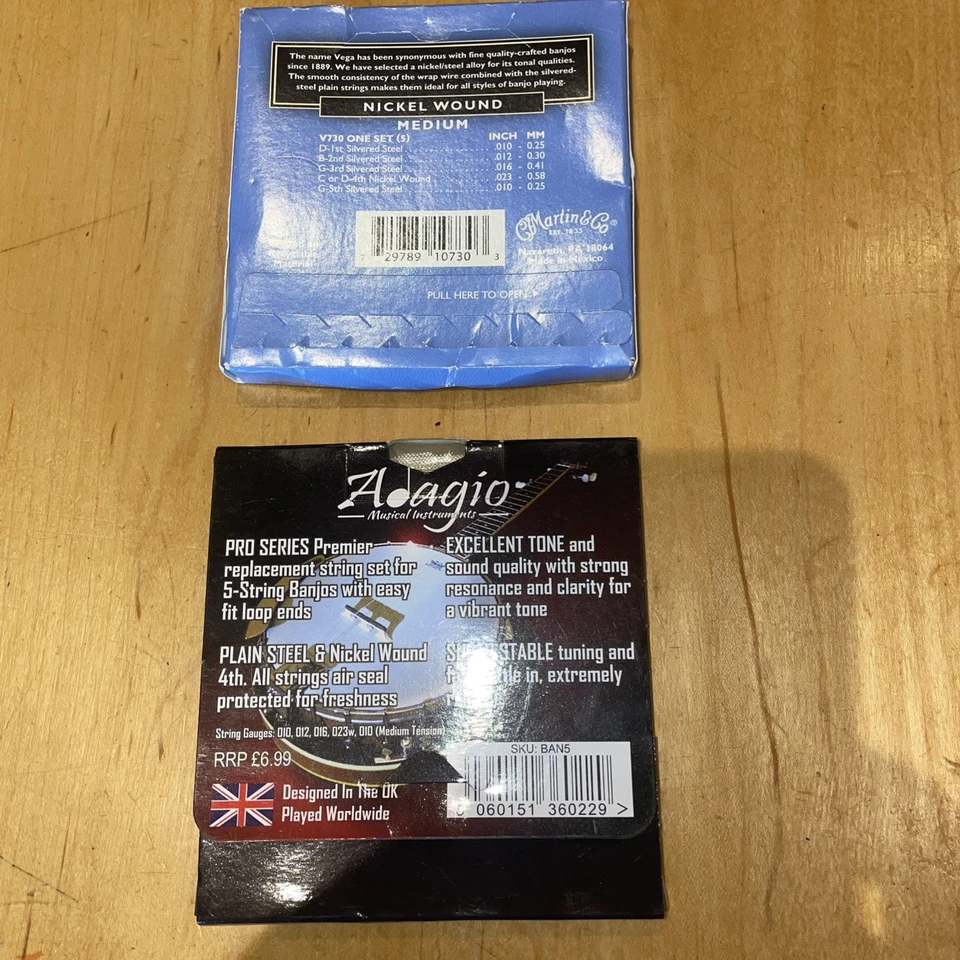 The name Vega has been synonymous with fine quality-crafted banjos
since 1889. We have selected a nickel/steel alloy for its tonal qualities.
The smooth consistency of the wrap wire combined with the silvered-
steel plain strings makes them ideal for all styles of banjo playing.
NICKEL WOUND
MEDIUM
V730 ONE SET (5) INCH MM
D-1st Silvered Steel .010 - 0.25
B-2nd Silvered Steel .012 - 0.30
G-3rd Silvered Steel .016 - 0.41
C or D-4th Nickel Wound .023 - 0.58
G-5th Silvered Steel .010 - 0.25
C.F. Martin & Co®
EST. 1833
Nazareth, PA 18064
Made in Mexico
7 29789 10730 3
PULL HERE TO OPEN
Adagio
Musical Instruments
PRO SERIES Premier
replacement string set for
5-String Banjos with easy
fit loop ends
EXCELLENT TONE and
sound quality with strong
resonance and clarity for
a vibrant tone
PLAIN STEEL & Nickel Wound
4th. All strings air seal
protected for freshness
STABLE tuning and
in, extremely
String Gauges: 010, 012, 016, 023w, 010 (Medium Tension)
RRP £6.99
SKU: BAN5
060151 360229 >
Designed In The UK
Played Worldwide